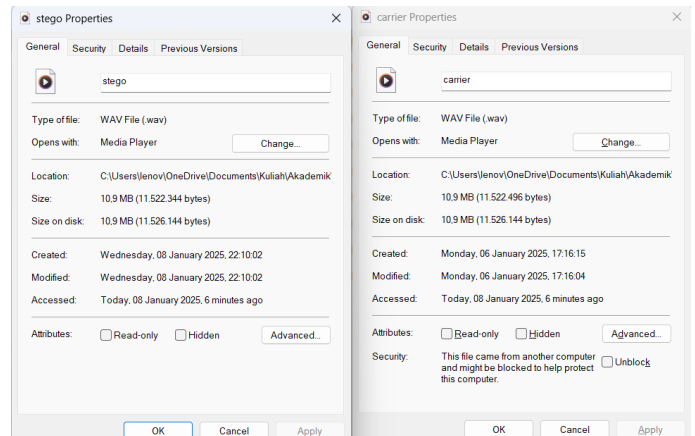 stego Properties
General Security Details Previous Versions
stego
Type of file: WAV File (.wav)
Opens with: Media Player Change...
Location: C:\Users\lenov\OneDrive\Documents\Kuliah\Akademik\
Size: 10,9 MB (11.522.344 bytes)
Size on disk: 10,9 MB (11.526.144 bytes)
Created: Wednesday, 08 January 2025, 22:10:02
Modified: Wednesday, 08 January 2025, 22:10:02
Accessed: Today, 08 January 2025, 6 minutes ago
Attributes: Read-only Hidden Advanced...
OK Cancel Apply
carrier Properties
General Security Details Previous Versions
carrier
Type of file: WAV File (.wav)
Opens with: Media Player Change...
Location: C:\Users\lenov\OneDrive\Documents\Kuliah\Akademik\
Size: 10,9 MB (11.522.496 bytes)
Size on disk: 10,9 MB (11.526.144 bytes)
Created: Monday, 06 January 2025, 17:16:15
Modified: Monday, 06 January 2025, 17:16:04
Accessed: Today, 08 January 2025, 6 minutes ago
Attributes: Read-only Hidden Advanced...
Security: This file came from another computer
and might be blocked to help protect Unblock
this computer.
OK Cancel Apply